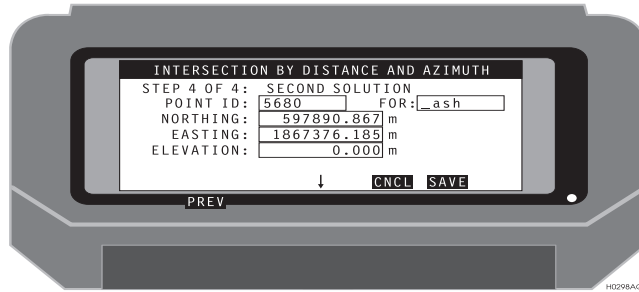 INTERSECTION BY DISTANCE AND AZIMUTH
STEP 4 OF 4: SECOND SOLUTION
POINT ID: 5680 FOR: _ash
NORTHING: 597890.867 m
EASTING: 1867376.185 m
ELEVATION: 0.000 m
↓ CNCL SAVE
PREV